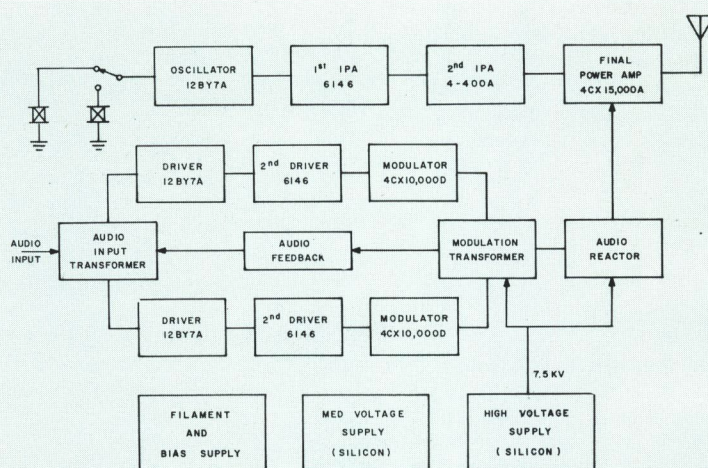 OSCILLATOR
12BY7A
1st IPA
6146
2nd IPA
4-400A
FINAL
POWER AMP
4CX15,000A
DRIVER
12BY7A
2nd DRIVER
6146
MODULATOR
4CX10,000D
AUDIO
INPUT
AUDIO
INPUT
TRANSFORMER
AUDIO
FEEDBACK
MODULATION
TRANSFORMER
AUDIO
REACTOR
DRIVER
12BY7A
2nd DRIVER
6146
MODULATOR
4CX10,000D
7.5 KV
FILAMENT
AND
BIAS SUPPLY
MED VOLTAGE
SUPPLY
(SILICON)
HIGH VOLTAGE
SUPPLY
(SILICON)